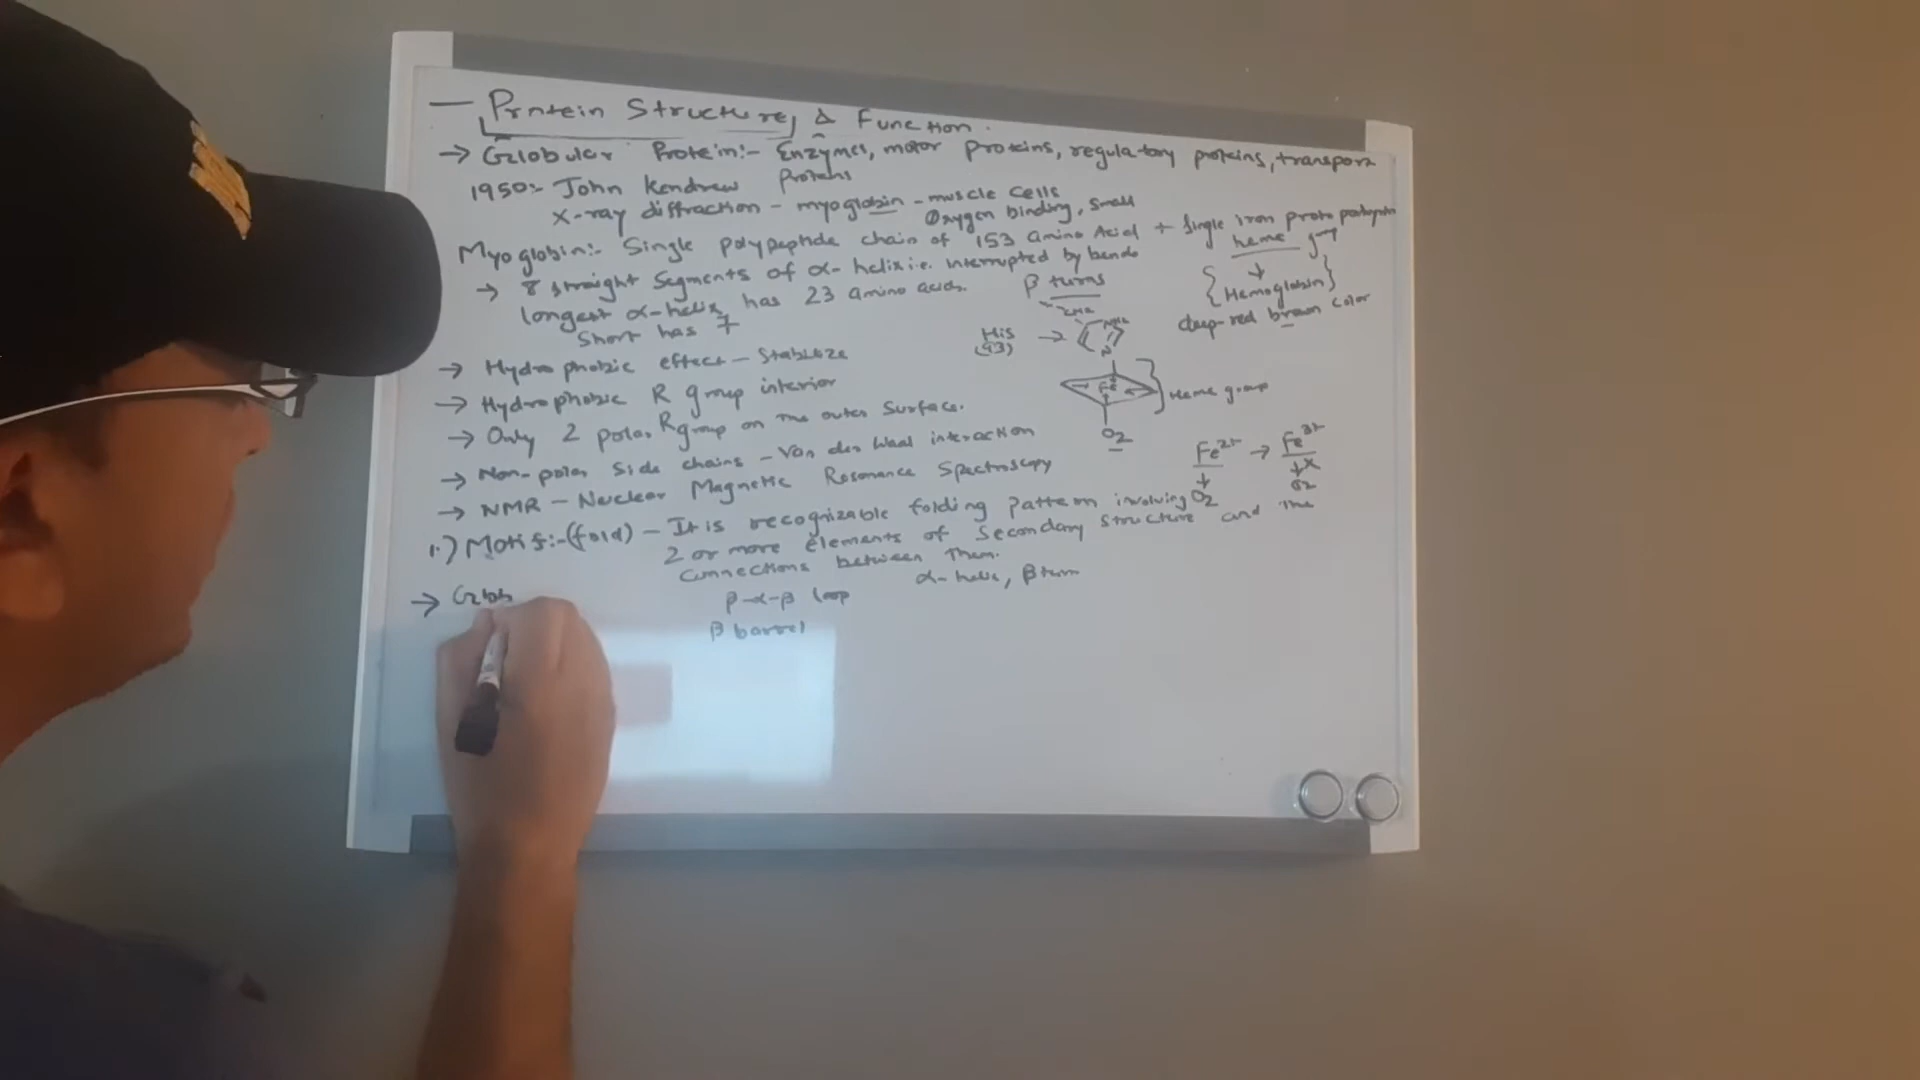 — Protein Structure & Function.
→ Globular Protein:- Enzymes, motor proteins, regulatory proteins, transport
Proteins
1950:- John Kendrew
X-ray diffraction - myoglobin - muscle cells
Oxygen binding, small
Myoglobin:- Single polypeptide chain of 153 amino Acid + Single iron proto
heme
→ 8 straight segments of α-helix i.e. interrupted by bends
β turns
{Hemoglobin}
deep-red brown color
longest α-helix has 23 amino acids.
Short has 7
His
(93)
→ Hydrophobic effect - Stabilize
→ Hydrophobic R group interior
Fe
Heme group
→ Only 2 polar R group on the outer surface.
O2
→ Non-polar side chains - Van der Waal interaction
Fe2+ → Fe3+
→ NMR - Nuclear Magnetic Resonance Spectroscopy
X
O2
O2
1.) Motif:-(fold) - It is recognizable folding pattern involving
2 or more elements of secondary structure and the
connections between them.
α-helix, β turn
→ Glob
β-α-β loop
β barrel